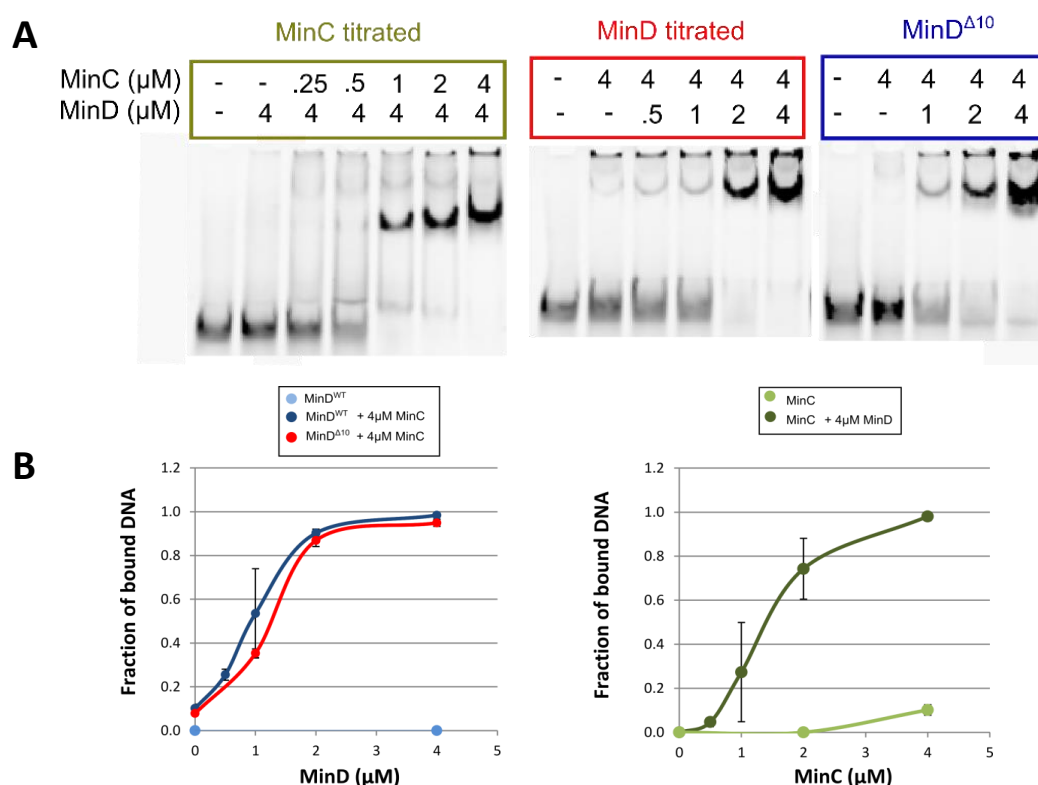 A
MinC titrated
MinD titrated
MinD^Δ10
MinC (μM) - - .25 .5 1 2 4
MinD (μM) - 4 4 4 4 4 4
- 4 4 4 4 4
- - .5 1 2 4
- 4 4 4 4
- - 1 2 4
B
MinD^WT
MinD^WT + 4μM MinC
MinD^Δ10 + 4μM MinC
Fraction of bound DNA
1.2
1.0
0.8
0.6
0.4
0.2
0.0
0 1 2 3 4 5
MinD (μM)
MinC
MinC + 4μM MinD
Fraction of bound DNA
1.2
1.0
0.8
0.6
0.4
0.2
0.0
0 1 2 3 4 5
MinC (μM)